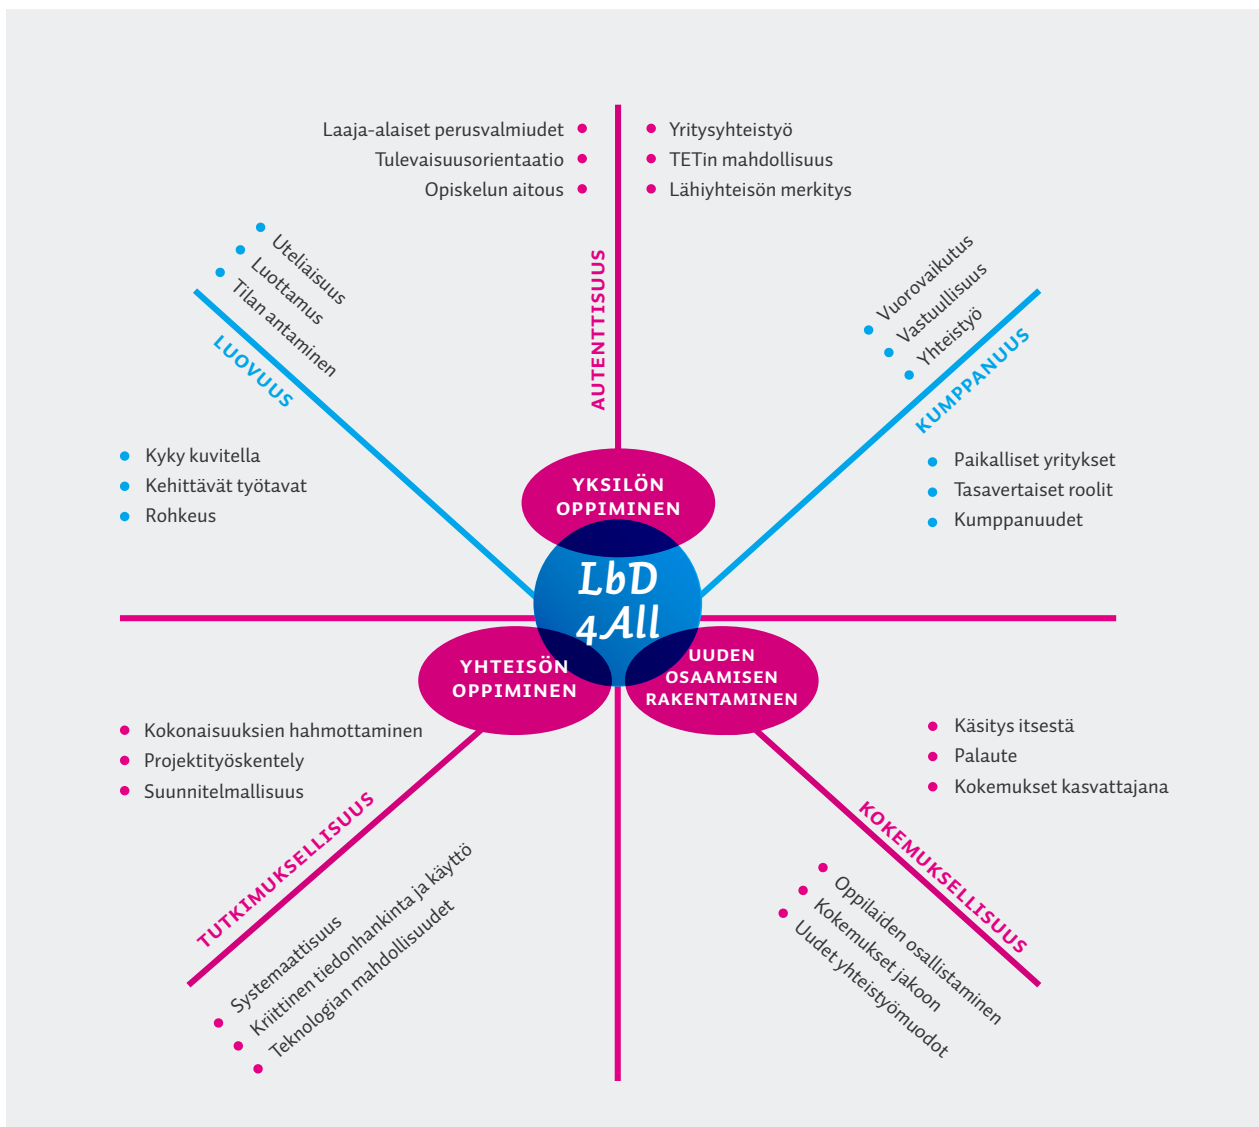 Laaja-alaiset perusvalmiudet
Tulevaisuusorientaatio
Opiskelun aitous
Yritysyhteistyö
TETin mahdollisuus
Lähiyhteisön merkitys
AUTENTTISUUS
Uteliaisuus
Luottamus
Tilan antaminen
LUOVUUS
Kyky kuvitella
Kehittävät työtavat
Rohkeus
Vuorovaikutus
Vastuullisuus
Yhteistyö
KUMPPANUUS
Paikalliset yritykset
Tasavertaiset roolit
Kumppanuudet
YKSILÖN
OPPIMINEN
LbD
4All
YHTEISÖN
OPPIMINEN
UUDEN
OSAAMISEN
RAKENTAMINEN
Kokonaisuuksien hahmottaminen
Projektityöskentely
Suunnitelmallisuus
TUTKIMUKSELLISUUS
Systemaattisuus
Kriittinen tiedonhankinta ja käyttö
Teknologian mahdollisuudet
Käsitys itsestä
Palaute
Kokemukset kasvattajana
KOKEMUKSELLISUUS
Oppilaiden osallistaminen
Kokemukset jakoon
Uudet yhteistyömuodot